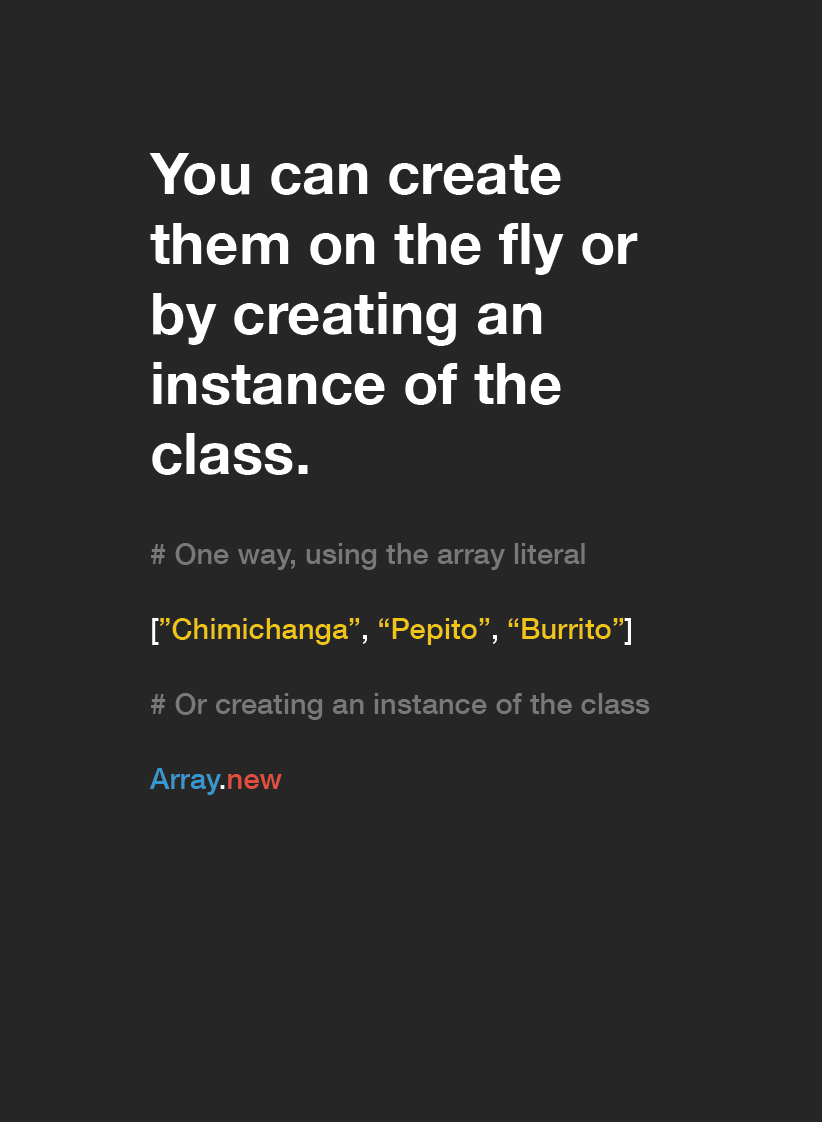 You can create
them on the fly or
by creating an
instance of the
class.
# One way, using the array literal
[”Chimichanga”, “Pepito”, “Burrito”]
# Or creating an instance of the class
Array.new